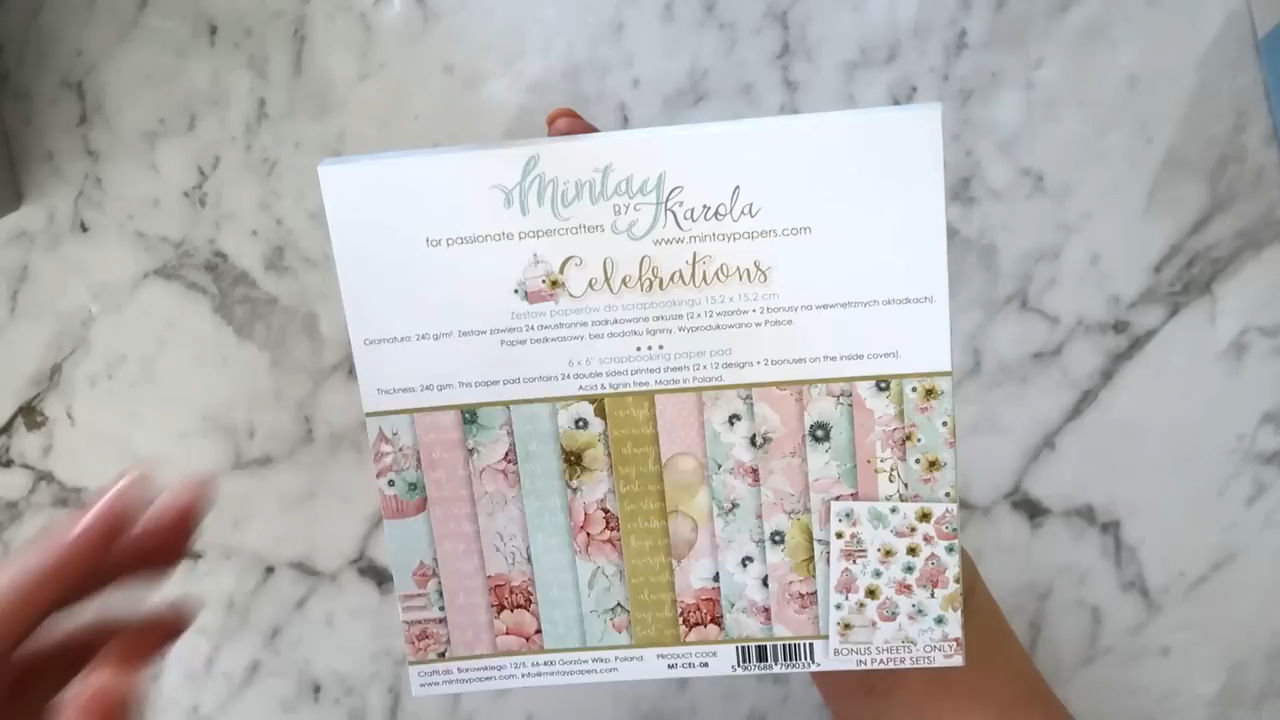 mintay
BY Karola
for passionate papercrafters
www.mintaypapers.com
Celebrations
Zestaw papierów do scrapbookingu 15,2 x 15,2 cm
Gramatura: 240 g/m². Zestaw zawiera 24 dwustronnie zadrukowane arkusze (2 x 12 wzorów + 2 bonusy na wewnętrznych okładkach).
Papier bezkwasowy, bez dodatku ligniny. Wyprodukowano w Polsce.
6 x 6" scrapbooking paper pad
Thickness: 240 gsm. This paper pad contains 24 double sided printed sheets (2 x 12 designs + 2 bonuses on the inside covers).
Acid & lignin free. Made in Poland.
always
BONUS SHEETS - ONLY
IN PAPER SETS!
CraftLab, Borowskiego 12/5, 66-400 Gorzów Wlkp, Poland.
www.mintaypapers.com, info@mintaypapers.com
PRODUCT CODE
MT-CEL-08
5 907688 799033 >